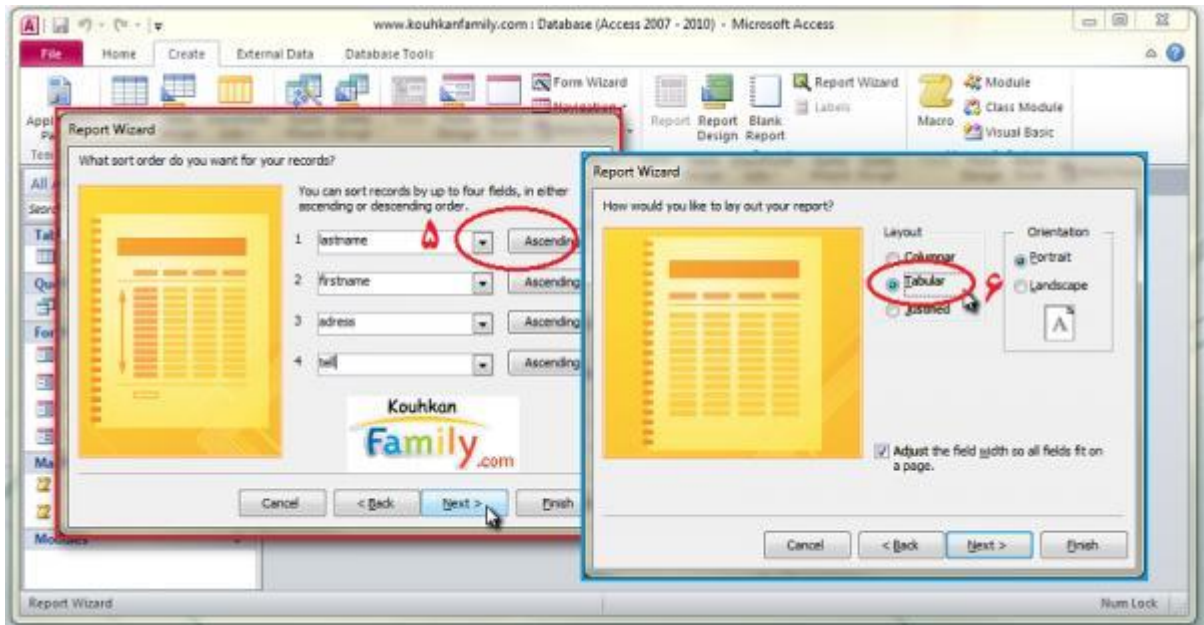 www.kouhkanfamily.com : Database (Access 2007 - 2010) - Microsoft Access
File Home Create External Data Database Tools
Form Wizard
Report Wizard
Module
Labels
Class Module
Visual Basic
Report
Report Design
Blank Report
Macro
Report Wizard
What sort order do you want for your records?
You can sort records by up to four fields, in either
ascending or descending order.
۵
1 lastname Ascending
2 firstname Ascending
3 adress Ascending
4 tell Ascending
Kouhkan
Family.com
Cancel < Back Next > Finish
Report Wizard
How would you like to lay out your report?
Layout
Columnar
Tabular
Justified
۶
Orientation
Portrait
Landscape
A
Adjust the field width so all fields fit on
a page.
Cancel < Back Next > Finish
Report Wizard
Num Lock